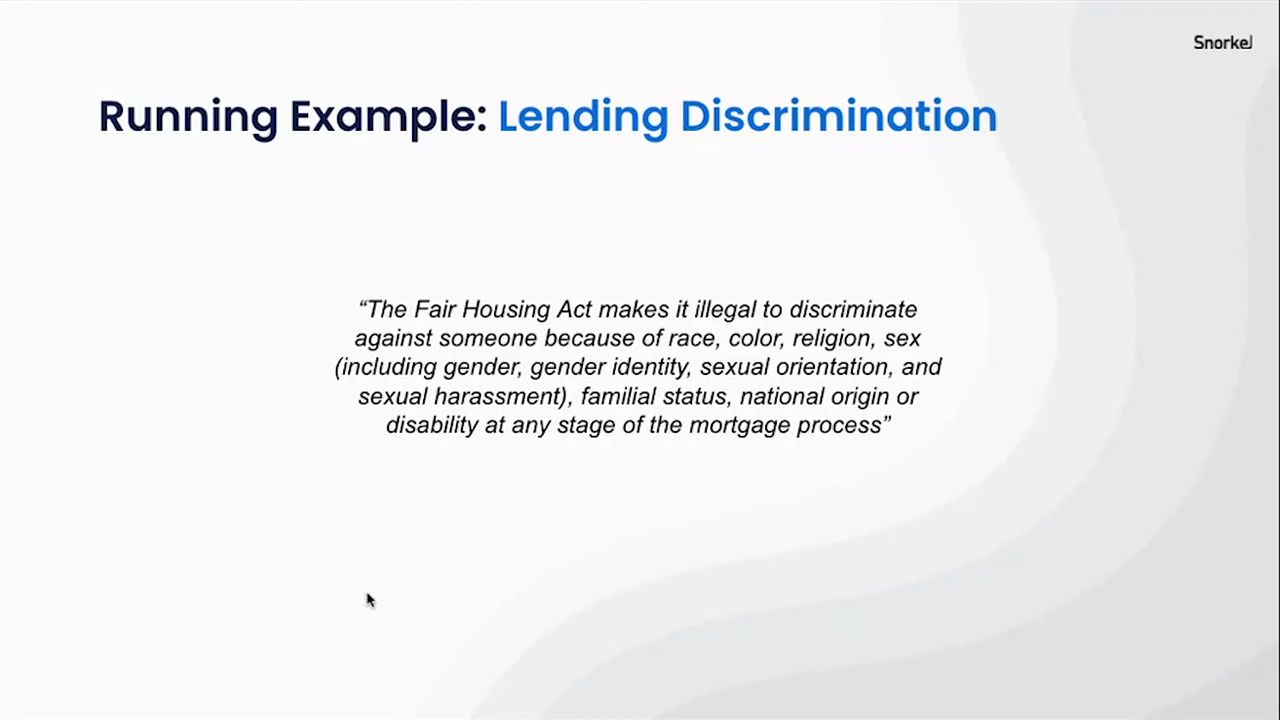 Snorkel
Running Example: Lending Discrimination
“The Fair Housing Act makes it illegal to discriminate
against someone because of race, color, religion, sex
(including gender, gender identity, sexual orientation, and
sexual harassment), familial status, national origin or
disability at any stage of the mortgage process”